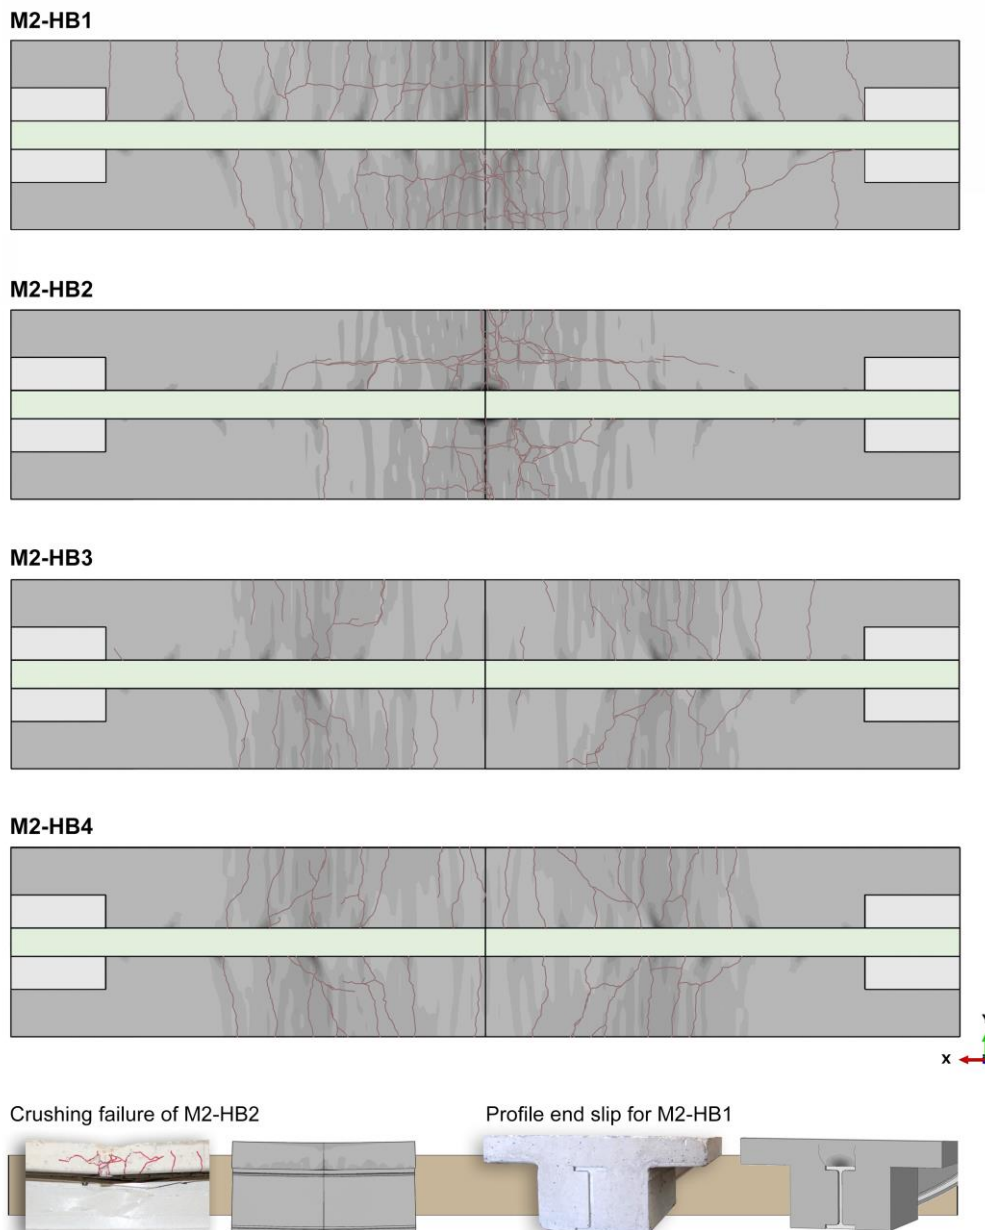 M2-HB1
M2-HB2
M2-HB3
M2-HB4
Y
X
Crushing failure of M2-HB2
Profile end slip for M2-HB1